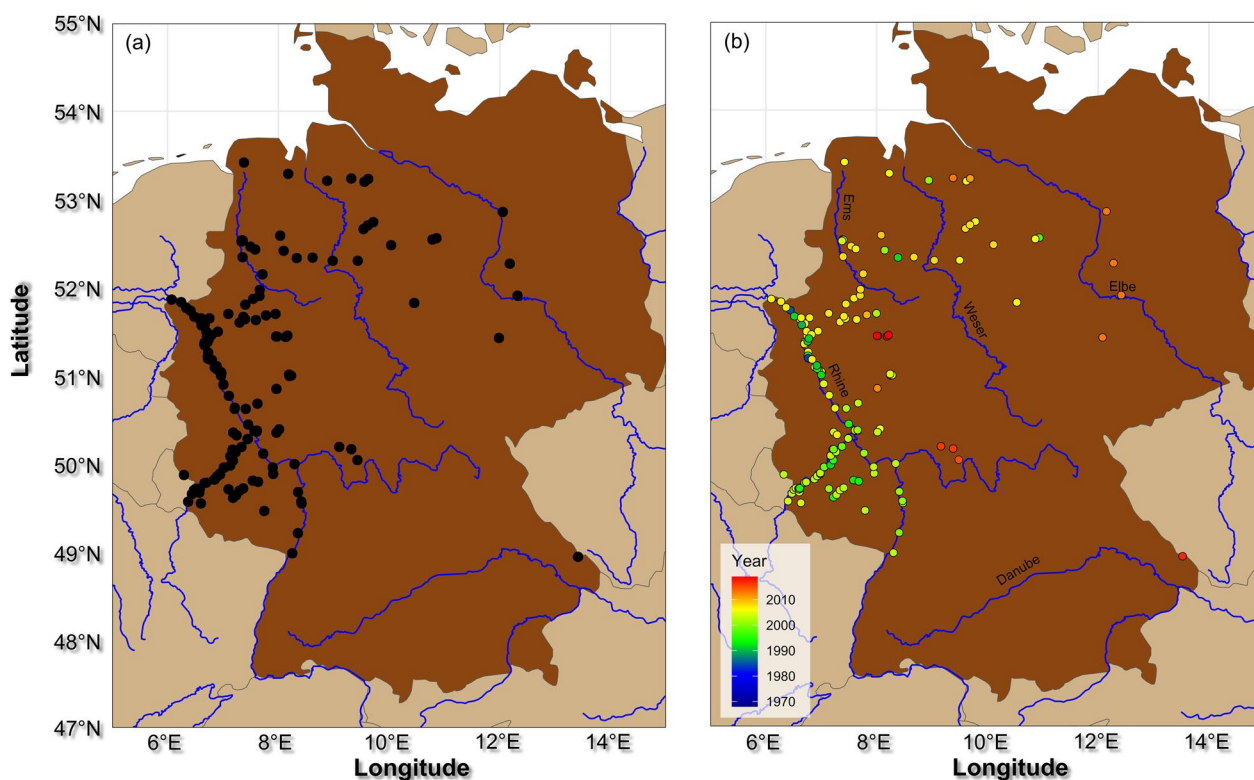 55°N
54°N
53°N
52°N
51°N
50°N
49°N
48°N
47°N
Latitude
(a)
6°E
8°E
10°E
12°E
14°E
Longitude
(b)
Ems
Weser
Elbe
Rhine
Danube
Year
2010
2000
1990
1980
1970
6°E
8°E
10°E
12°E
14°E
Longitude